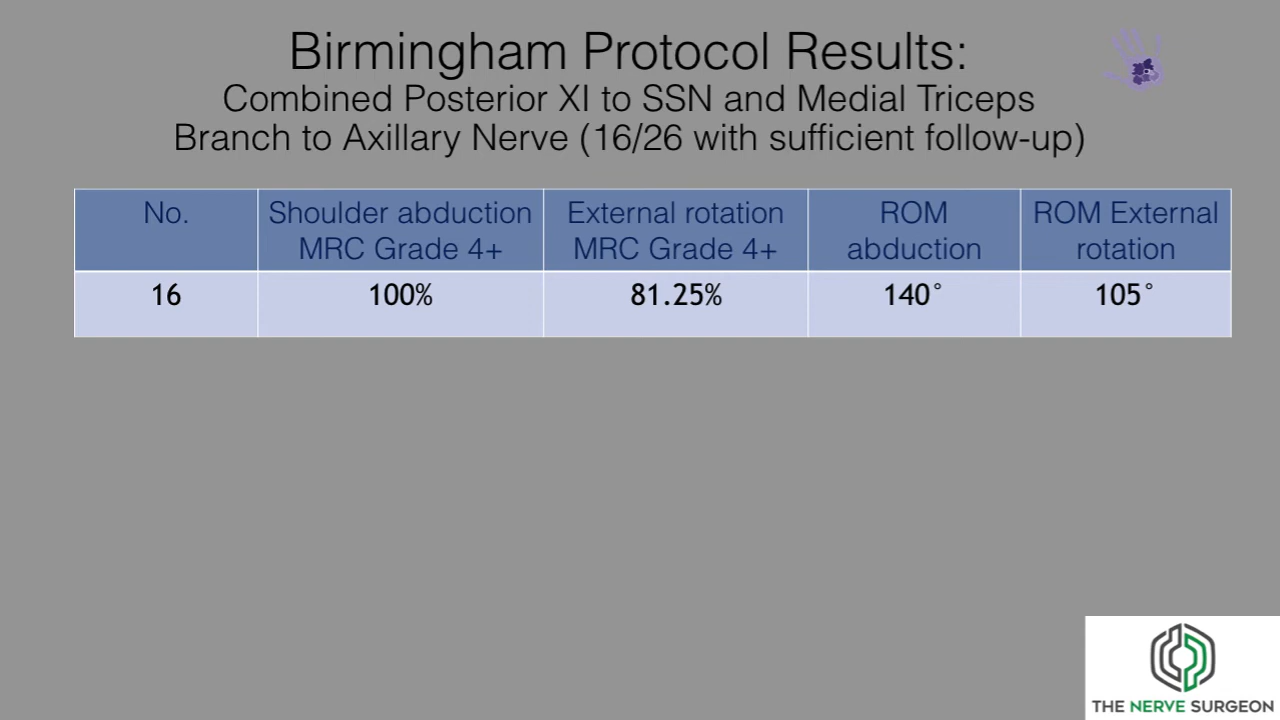 Birmingham Protocol Results:
Combined Posterior XI to SSN and Medial Triceps
Branch to Axillary Nerve (16/26 with sufficient follow-up)
No.
Shoulder abduction
MRC Grade 4+
External rotation
MRC Grade 4+
ROM
abduction
ROM External
rotation
16
100%
81.25%
140°
105°
THE NERVE SURGEON